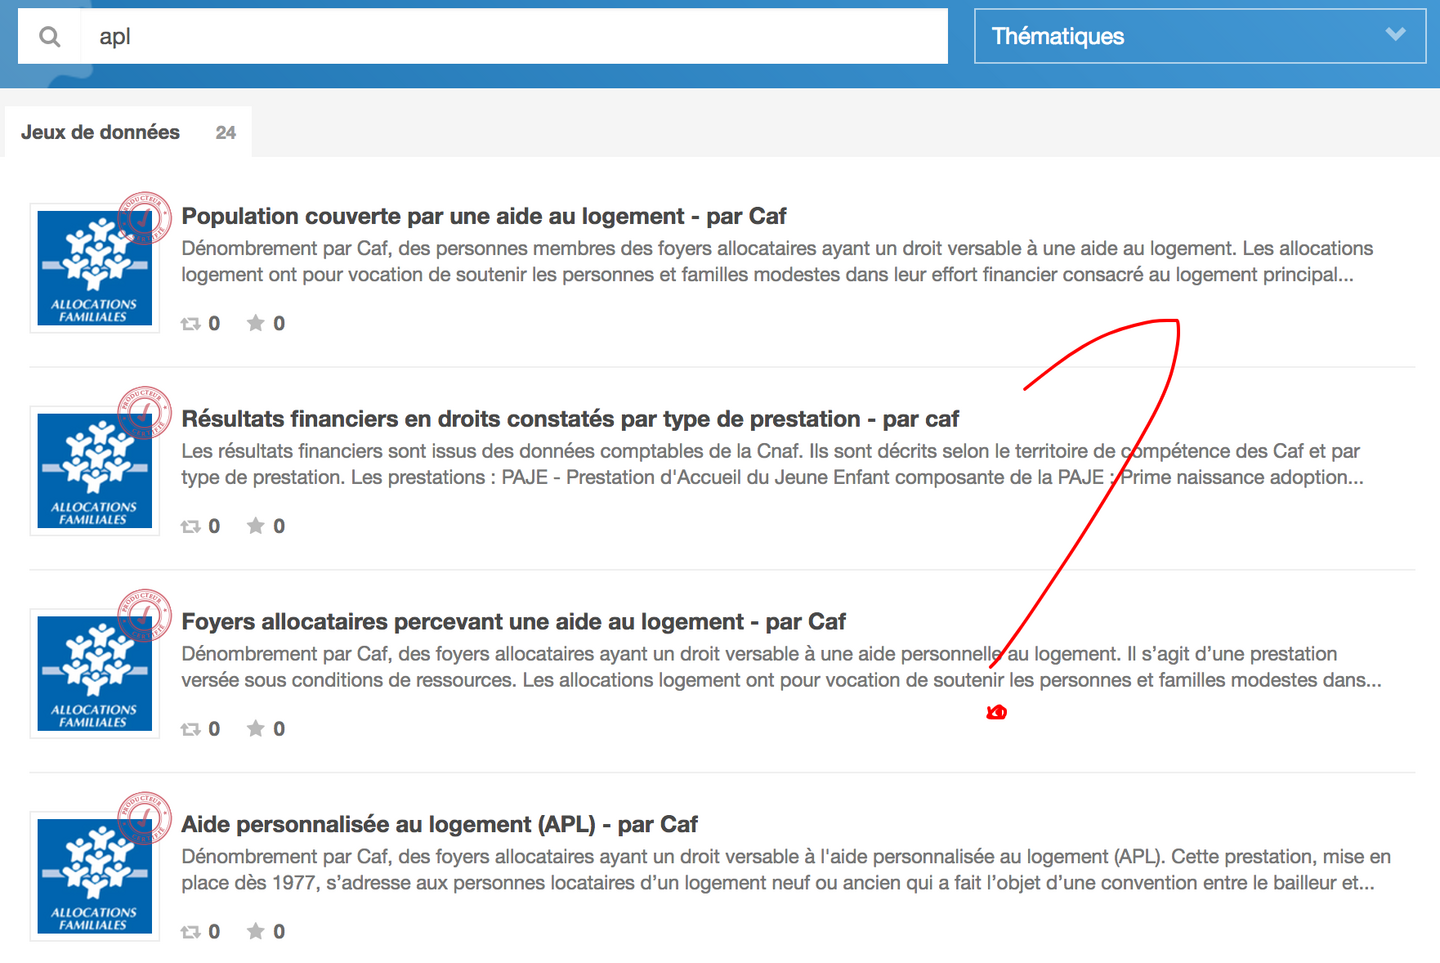 apl
Thématiques
Jeux de données 24
PRODUCTEUR CERTIFIÉ
ALLOCATIONS
FAMILIALES
Population couverte par une aide au logement - par Caf
Dénombrement par Caf, des personnes membres des foyers allocataires ayant un droit versable à une aide au logement. Les allocations
logement ont pour vocation de soutenir les personnes et familles modestes dans leur effort financier consacré au logement principal...
0 0
PRODUCTEUR CERTIFIÉ
ALLOCATIONS
FAMILIALES
Résultats financiers en droits constatés par type de prestation - par caf
Les résultats financiers sont issus des données comptables de la Cnaf. Ils sont décrits selon le territoire de compétence des Caf et par
type de prestation. Les prestations : PAJE - Prestation d'Accueil du Jeune Enfant composante de la PAJE : Prime naissance adoption...
0 0
PRODUCTEUR CERTIFIÉ
ALLOCATIONS
FAMILIALES
Foyers allocataires percevant une aide au logement - par Caf
Dénombrement par Caf, des foyers allocataires ayant un droit versable à une aide personnelle au logement. Il s’agit d’une prestation
versée sous conditions de ressources. Les allocations logement ont pour vocation de soutenir les personnes et familles modestes dans...
0 0
PRODUCTEUR CERTIFIÉ
ALLOCATIONS
FAMILIALES
Aide personnalisée au logement (APL) - par Caf
Dénombrement par Caf, des foyers allocataires ayant un droit versable à l'aide personnalisée au logement (APL). Cette prestation, mise en
place dès 1977, s’adresse aux personnes locataires d’un logement neuf ou ancien qui a fait l’objet d’une convention entre le bailleur et...
0 0